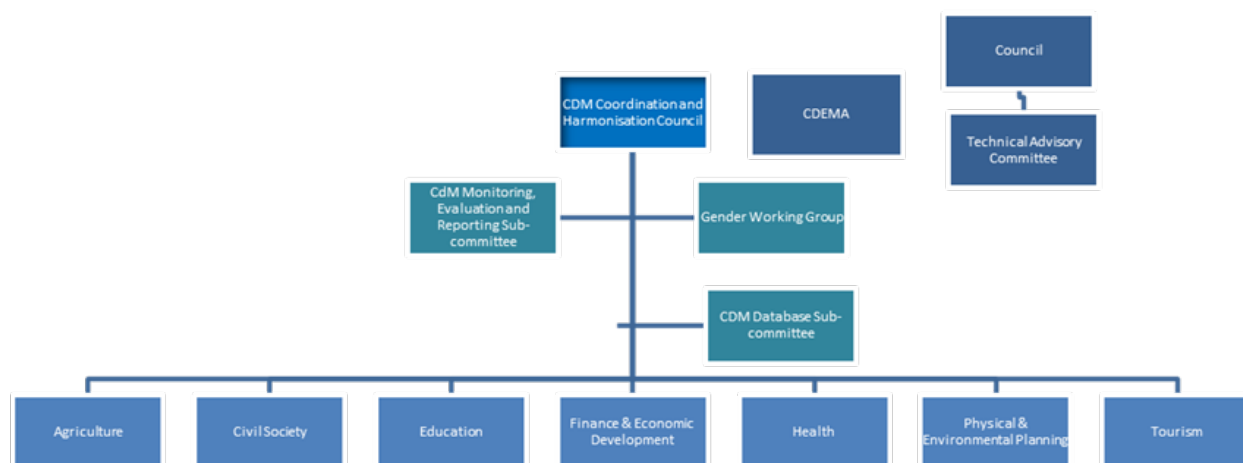 Council
CDM Coordination and
Harmonisation Council
CDEMA
Technical Advisory
Committee
CdM Monitoring,
Evaluation and
Reporting Sub-
committee
Gender Working Group
CDM Database Sub-
committee
Agriculture
Civil Society
Education
Finance & Economic
Development
Health
Physical &
Environmental Planning
Tourism